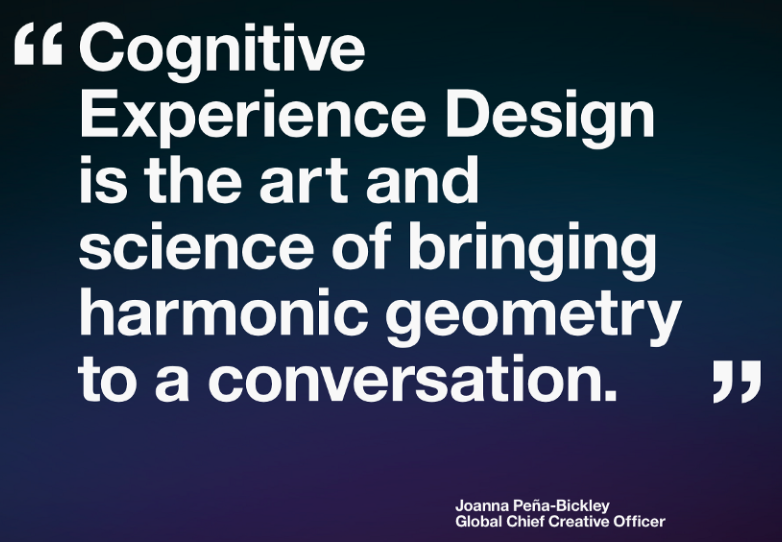 “Cognitive
Experience Design
is the art and
science of bringing
harmonic geometry
to a conversation.”
Joanna Peña-Bickley
Global Chief Creative Officer